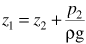 z₁ = z₂ + p₂/ρg